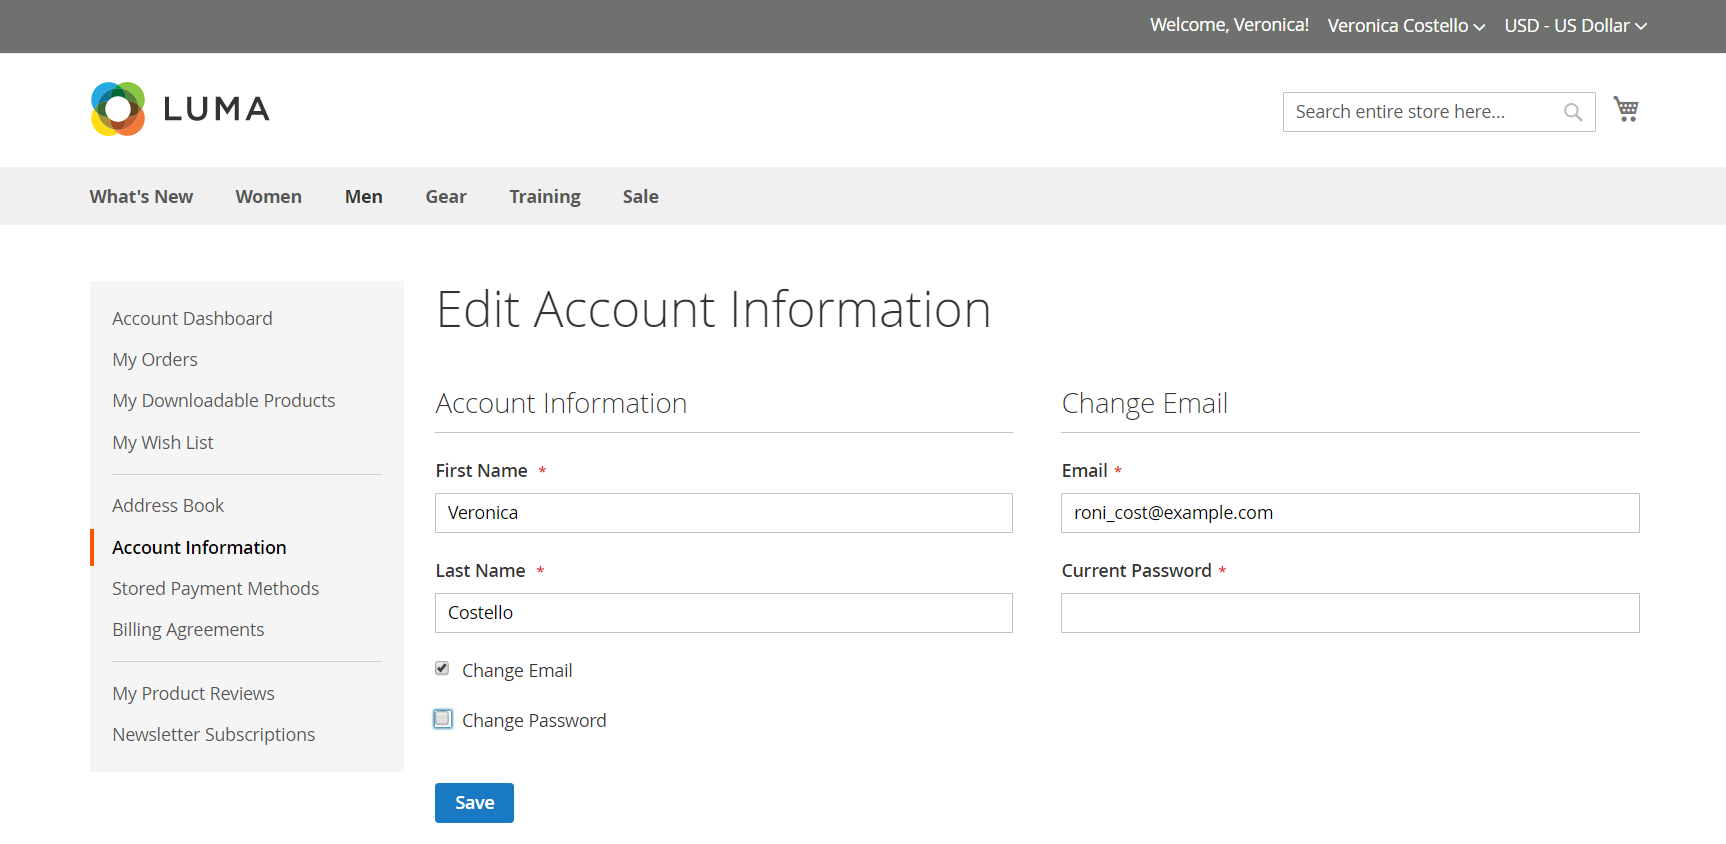 Welcome, Veronica! Veronica Costello USD - US Dollar
LUMA
Search entire store here...
What's New Women Men Gear Training Sale
Account Dashboard
My Orders
My Downloadable Products
My Wish List
Address Book
Account Information
Stored Payment Methods
Billing Agreements
My Product Reviews
Newsletter Subscriptions
Edit Account Information
Account Information
First Name *
Veronica
Last Name *
Costello
Change Email
Change Password
Save
Change Email
Email *
roni_cost@example.com
Current Password *